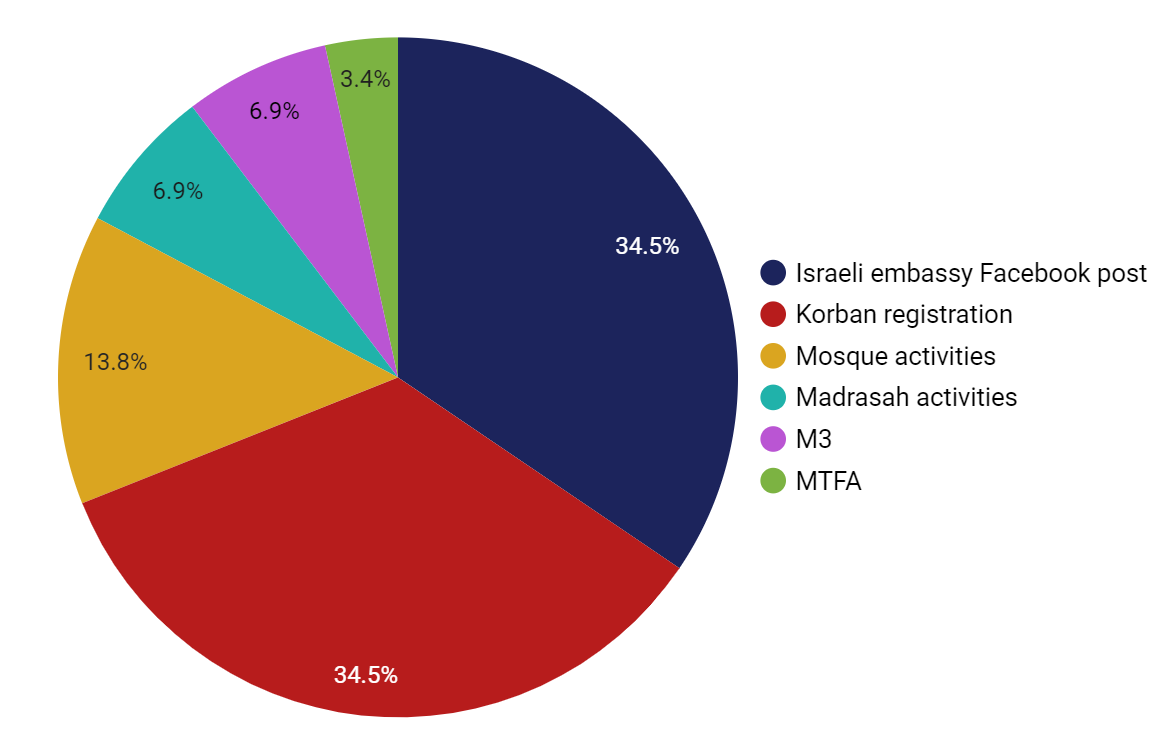 3.4%
6.9%
6.9%
13.8%
34.5%
34.5%
Israeli embassy Facebook post
Korban registration
Mosque activities
Madrasah activities
M3
MTFA